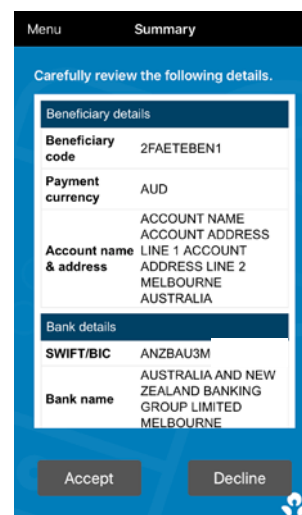 Menu Summary
Carefully review the following details.
Beneficiary details
Beneficiary code 2FAETEBEN1
Payment currency AUD
Account name & address ACCOUNT NAME
ACCOUNT ADDRESS
LINE 1 ACCOUNT
ADDRESS LINE 2
MELBOURNE
AUSTRALIA
Bank details
SWIFT/BIC ANZBAU3M
Bank name AUSTRALIA AND NEW
ZEALAND BANKING
GROUP LIMITED
MELBOURNE
Accept Decline